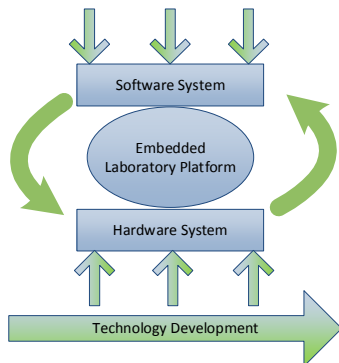 Software System
Embedded
Laboratory Platform
Hardware System
Technology Development